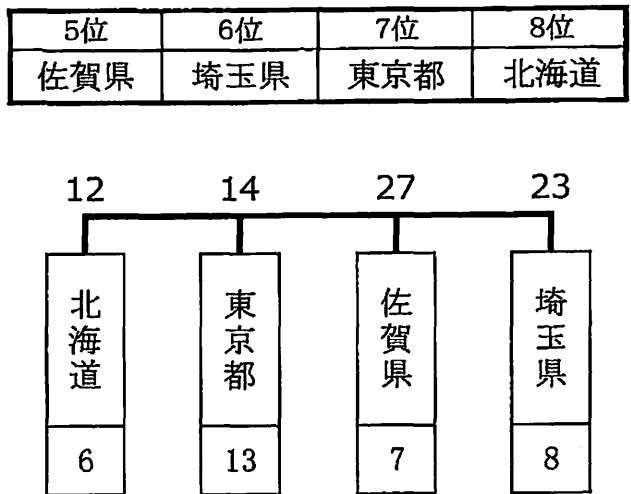 5位 6位 7位 8位
佐賀県 埼玉県 東京都 北海道
12 14 27 23
北海道 東京都 佐賀県 埼玉県
6 13 7 8